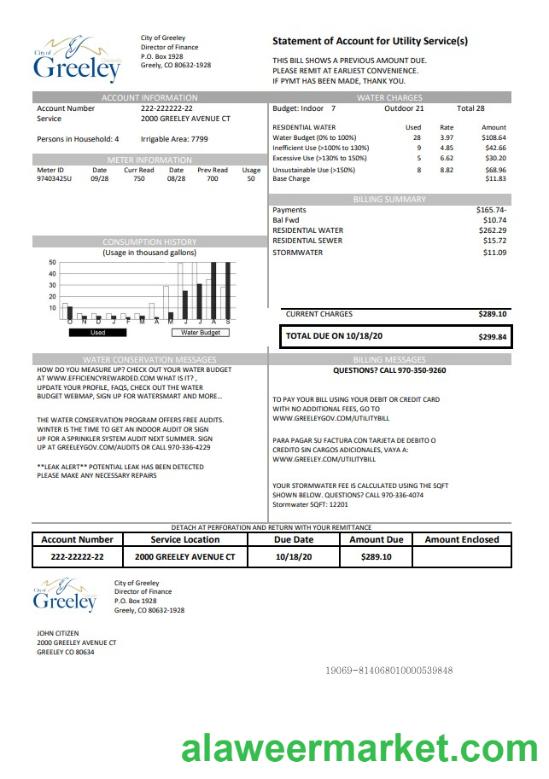 City of
Greeley
City of Greeley
Director of Finance
P.O. Box 1928
Greely, CO 80632-1928
Statement of Account for Utility Service(s)
THIS BILL SHOWS A PREVIOUS AMOUNT DUE.
PLEASE REMIT AT EARLIEST CONVENIENCE.
IF PYMT HAS BEEN MADE, THANK YOU.
ACCOUNT INFORMATION
Account Number 222-222222-22
Service 2000 GREELEY AVENUE CT
Persons in Household: 4 Irrigable Area: 7799
METER INFORMATION
Meter ID Date Curr Read Date Prev Read Usage
97403425U 09/28 750 08/28 700 50
WATER CHARGES
Budget: Indoor 7 Outdoor 21 Total 28
RESIDENTIAL WATER Used Rate Amount
Water Budget (0% to 100%) 28 3.97 $108.64
Inefficient Use (>100% to 130%) 9 4.85 $42.66
Excessive Use (>130% to 150%) 5 6.62 $30.20
Unsustainable Use (>150%) 8 8.82 $68.96
Base Charge $11.83
BILLING SUMMARY
Payments $165.74-
Bal Fwd $10.74
RESIDENTIAL WATER $262.29
RESIDENTIAL SEWER $15.72
STORMWATER $11.09
CONSUMPTION HISTORY
(Usage in thousand gallons)
50
40
30
20
10
O N D J F M A M J J A S
Used Water Budget
CURRENT CHARGES $289.10
TOTAL DUE ON 10/18/20 $299.84
WATER CONSERVATION MESSAGES
HOW DO YOU MEASURE UP? CHECK OUT YOUR WATER BUDGET
AT WWW.EFFICIENCYREWARDED.COM WHAT IS IT? ,
UPDATE YOUR PROFILE, FAQS, CHECK OUT THE WATER
BUDGET WEBMAP, SIGN UP FOR WATERSMART AND MORE...
THE WATER CONSERVATION PROGRAM OFFERS FREE AUDITS.
WINTER IS THE TIME TO GET AN INDOOR AUDIT OR SIGN
UP FOR A SPRINKLER SYSTEM AUDIT NEXT SUMMER. SIGN
UP AT GREELEYGOV.COM/AUDITS OR CALL 970-336-4229
**LEAK ALERT** POTENTIAL LEAK HAS BEEN DETECTED
PLEASE MAKE ANY NECESSARY REPAIRS
BILLING MESSAGES
QUESTIONS? CALL 970-350-9260
TO PAY YOUR BILL USING YOUR DEBIT OR CREDIT CARD
WITH NO ADDITIONAL FEES, GO TO
WWW.GREELEYGOV.COM/UTILITYBILL
PARA PAGAR SU FACTURA CON TARJETA DE DEBITO O
CREDITO SIN CARGOS ADICIONALES, VAYA A:
WWW.GREELEY.COM/UTILITYBILL
YOUR STORMWATER FEE IS CALCULATED USING THE SQFT
SHOWN BELOW. QUESTIONS? CALL 970-336-4074
Stormwater SQFT: 12201
DETACH AT PERFORATION AND RETURN WITH YOUR REMITTANCE
Account Number Service Location Due Date Amount Due Amount Enclosed
222-22222-22 2000 GREELEY AVENUE CT 10/18/20 $289.10
City of
Greeley
City of Greeley
Director of Finance
P.O. Box 1928
Greely, CO 80632-1928
JOHN CITIZEN
2000 GREELEY AVENUE CT
GREELEY CO 80634
19069-814068010000539848
alaweermarket.com